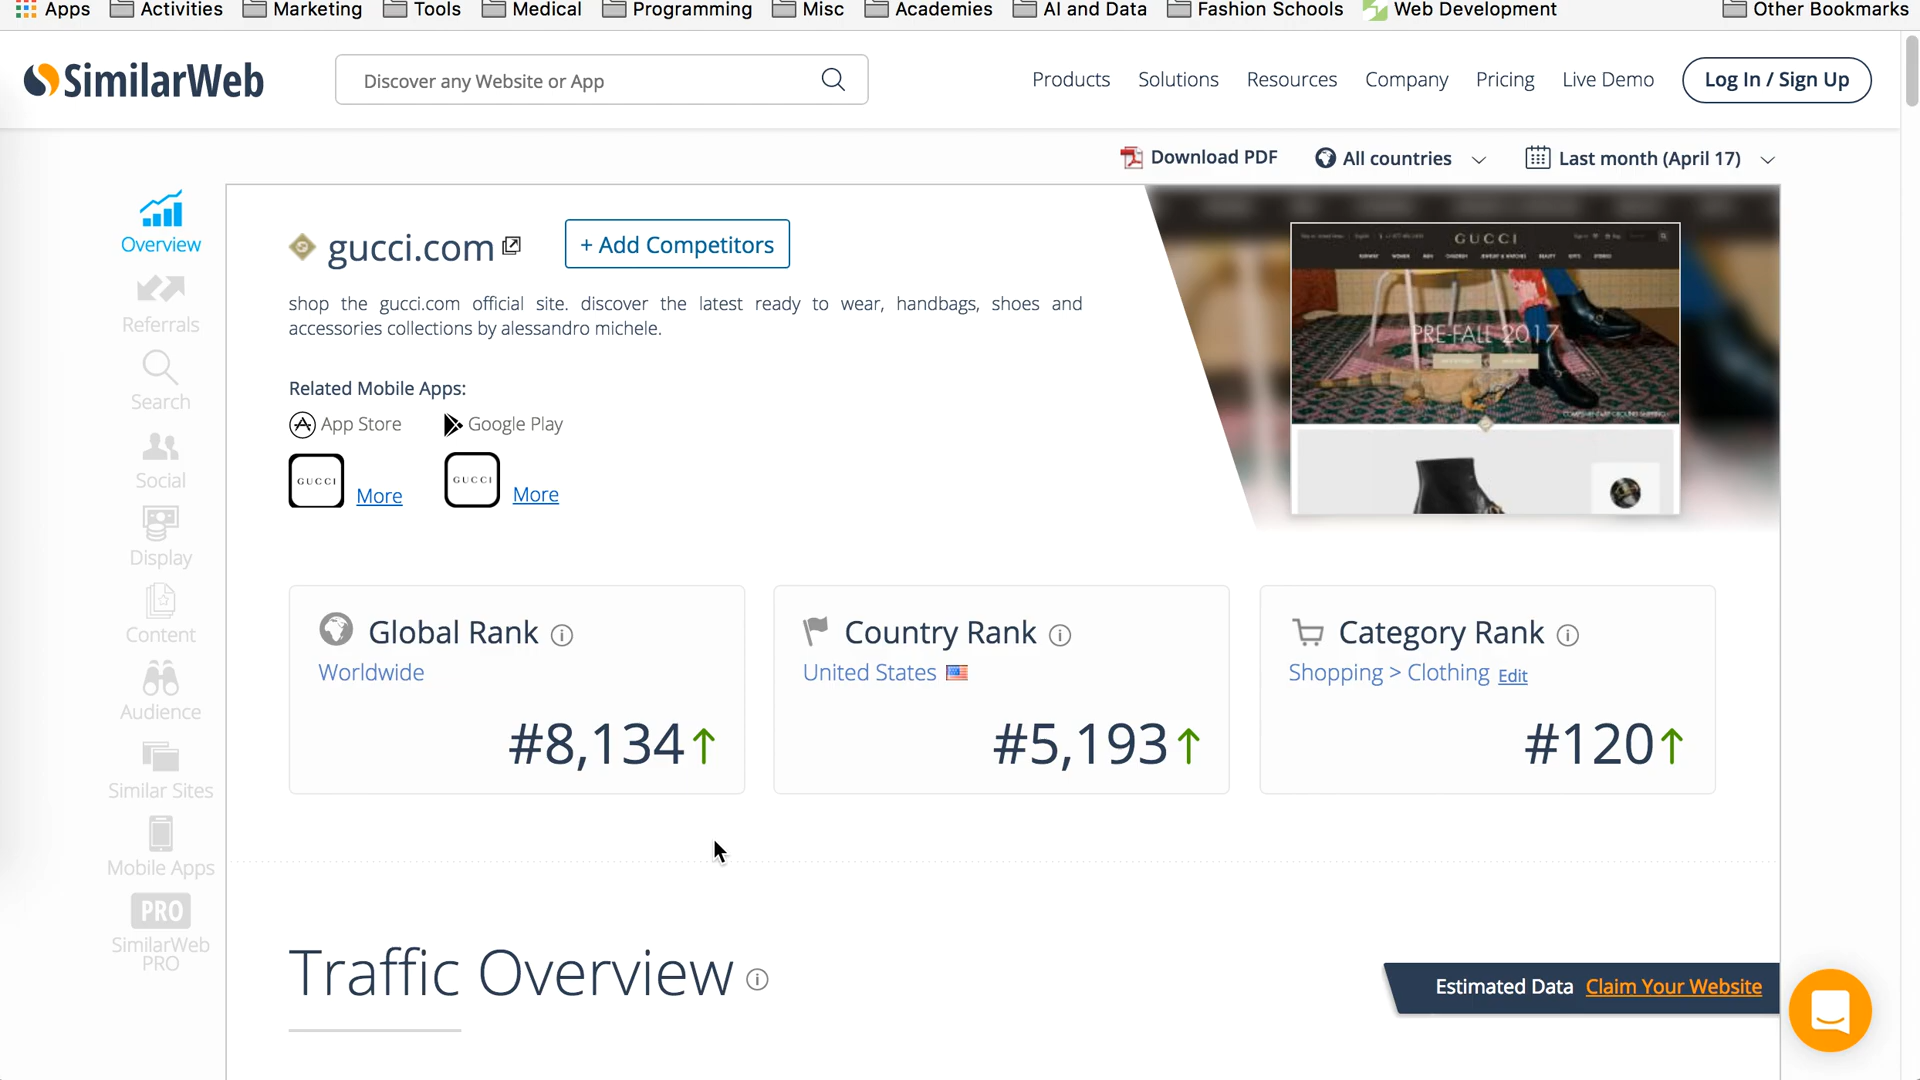 Apps Activities Marketing Tools Medical Programming Misc Academies AI and Data Fashion Schools Web Development Other Bookmarks
SimilarWeb
Discover any Website or App
Products Solutions Resources Company Pricing Live Demo Log In / Sign Up
Download PDF All countries Last month (April 17)
Overview
Referrals
Search
Social
Display
Content
Audience
Similar Sites
Mobile Apps
PRO
SimilarWeb
PRO
gucci.com + Add Competitors
shop the gucci.com official site. discover the latest ready to wear, handbags, shoes and
accessories collections by alessandro michele.
Related Mobile Apps:
App Store Google Play
GUCCI More GUCCI More
GUCCI
PRE-FALL 2017
Global Rank
Worldwide
#8,134
Country Rank
United States
#5,193
Category Rank
Shopping > Clothing Edit
#120
Traffic Overview
Estimated Data Claim Your Website